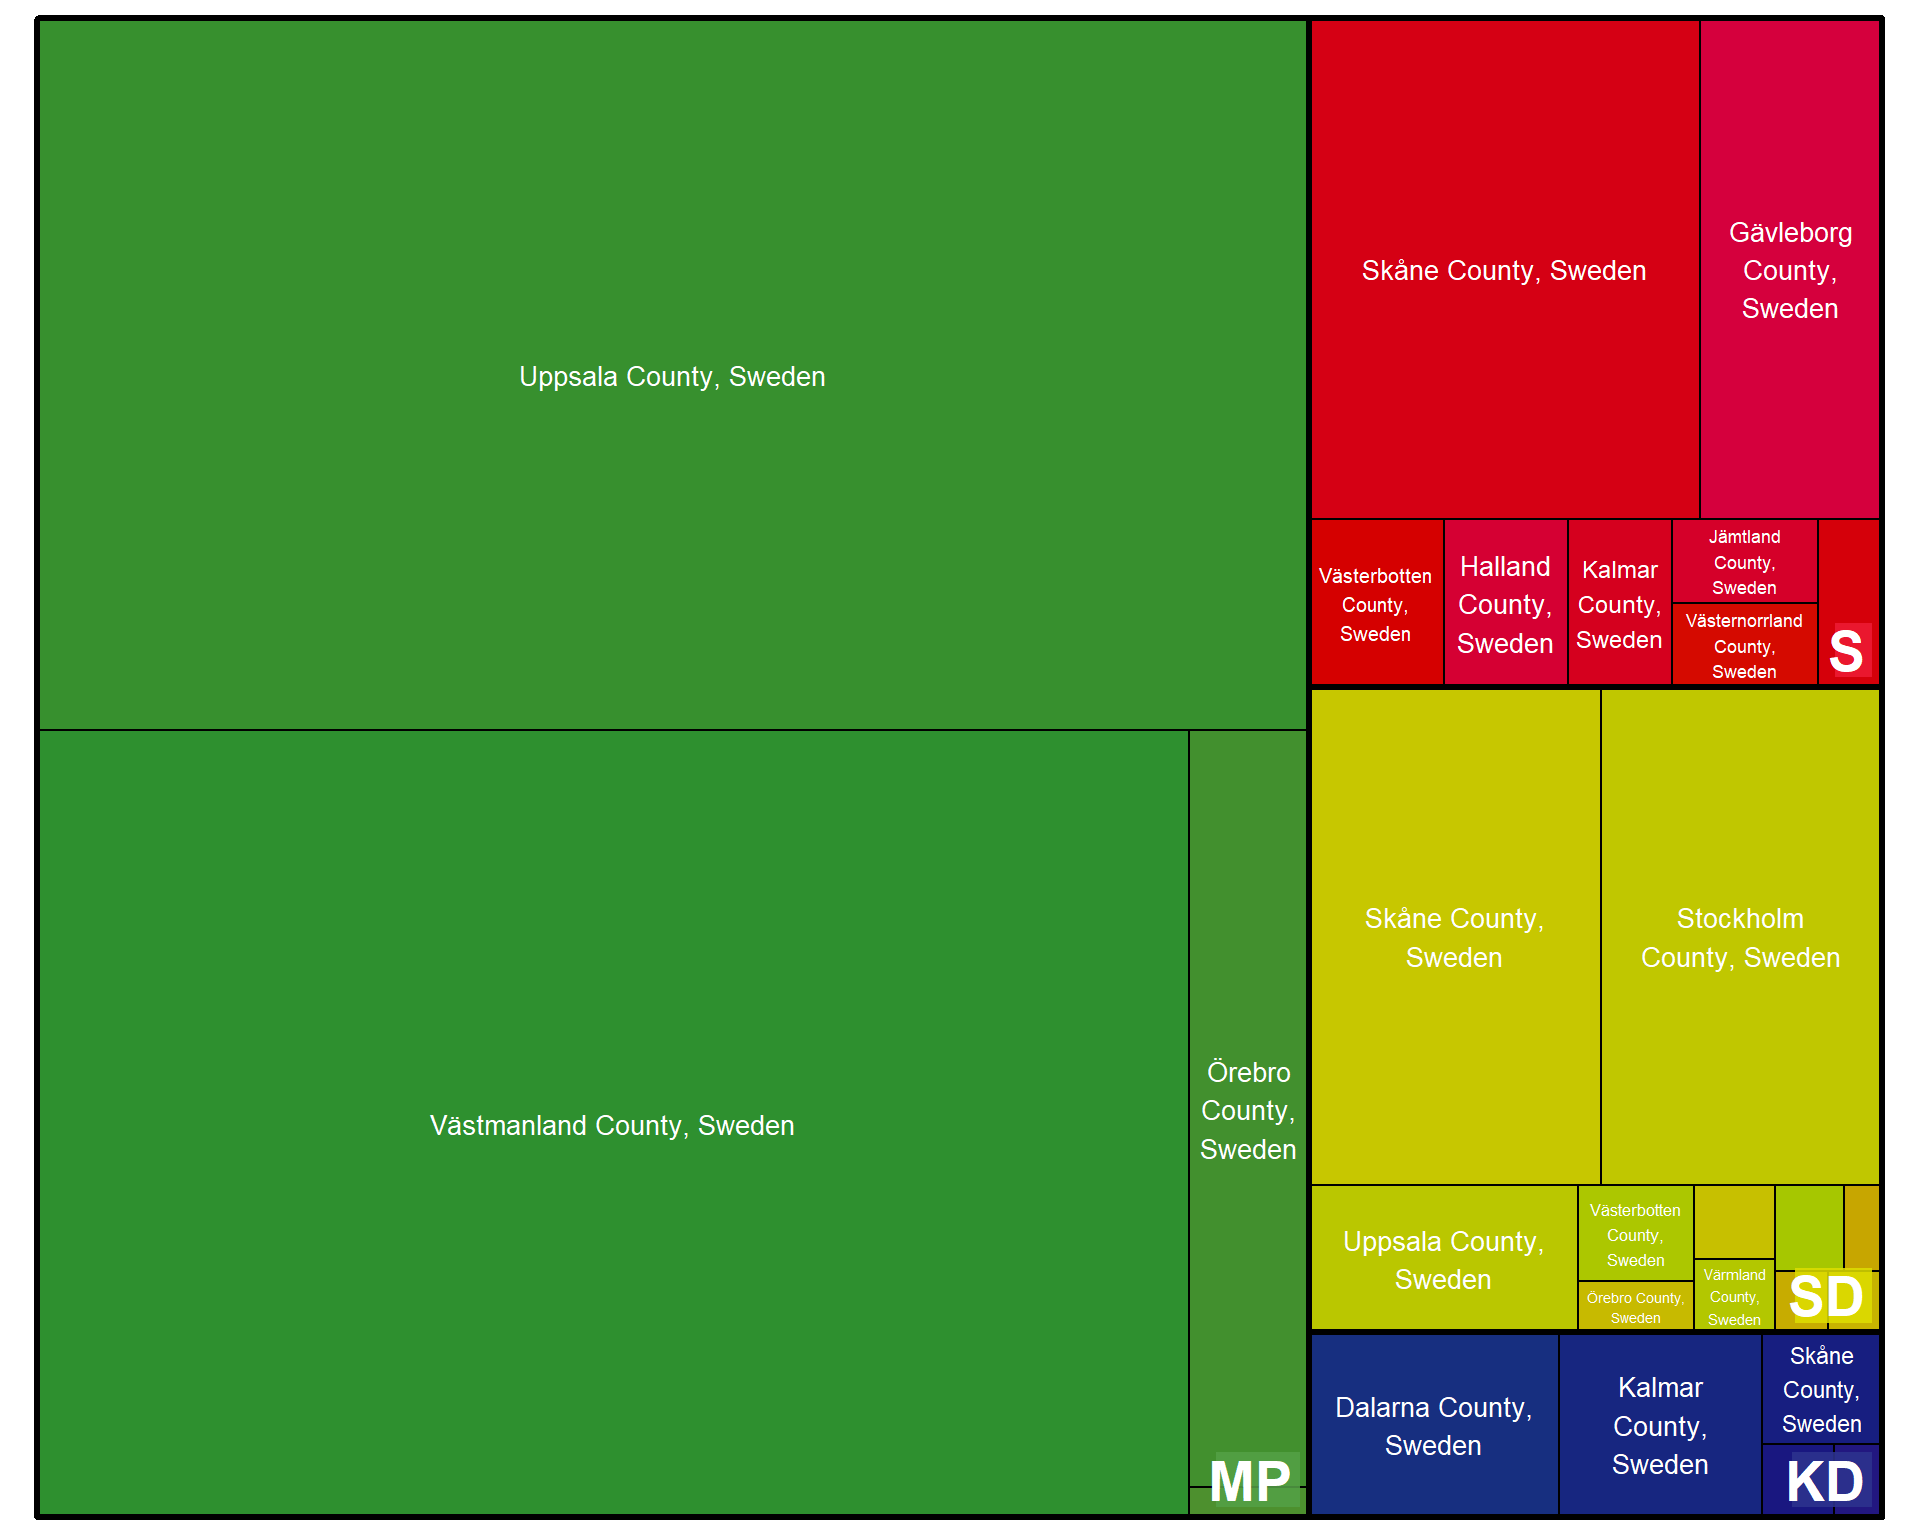 Uppsala County, Sweden
Västmanland County, Sweden
Örebro
County,
Sweden
MP
Skåne County, Sweden
Gävleborg
County,
Sweden
Västerbotten
County,
Sweden
Halland
County,
Sweden
Kalmar
County,
Sweden
Jämtland
County,
Sweden
Västernorrland
County,
Sweden
S
Skåne County,
Sweden
Stockholm
County, Sweden
Uppsala County,
Sweden
Västerbotten
County,
Sweden
Örebro County,
Sweden
Värmland
County,
Sweden
SD
Dalarna County,
Sweden
Kalmar
County,
Sweden
Skåne
County,
Sweden
KD